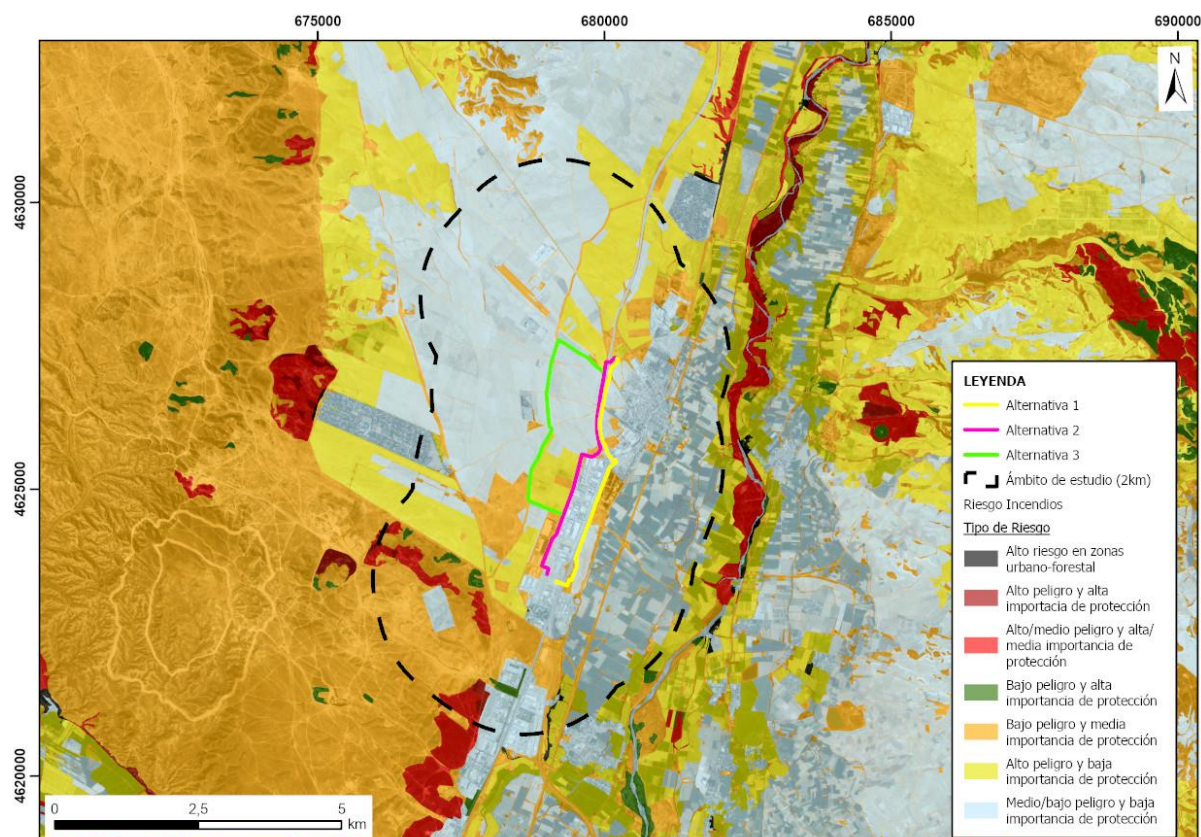 675000
680000
685000
690000
N
4630000
4625000
4620000
LEYENDA
Alternativa 1
Alternativa 2
Alternativa 3
Ámbito de estudio (2km)
Riesgo Incendios
Tipo de Riesgo
Alto riesgo en zonas
urbano-forestal
Alto peligro y alta
importacia de protección
Alto/medio peligro y alta/
media importancia de
protección
Bajo peligro y alta
importancia de protección
Bajo peligro y media
importancia de protección
Alto peligro y baja
importancia de protección
Medio/bajo peligro y baja
importancia de protección
0
2,5
5
km